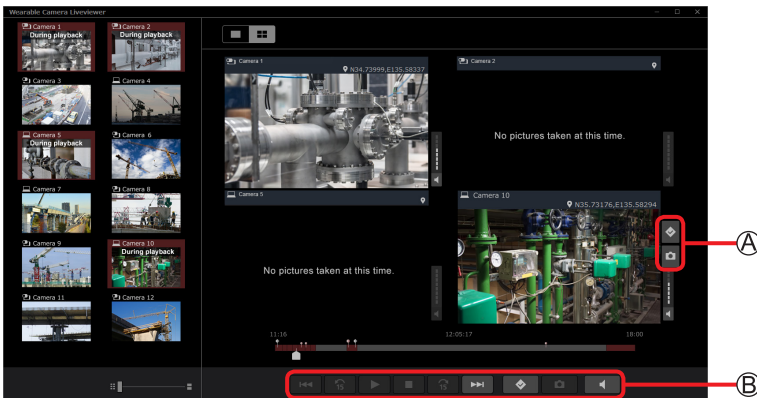 Wearable Camera Liveviewer
Camera 1
During playback
Camera 2
During playback
Camera 3
Camera 4
Camera 5
During playback
Camera 6
Camera 7
Camera 8
Camera 9
Camera 10
During playback
Camera 11
Camera 12
Camera 1
N34.73999,E135.58337
Camera 2
No pictures taken at this time.
Camera 5
No pictures taken at this time.
Camera 10
N35.73176,E135.58294
11:16
12:05:17
18:00
15
15
A
B